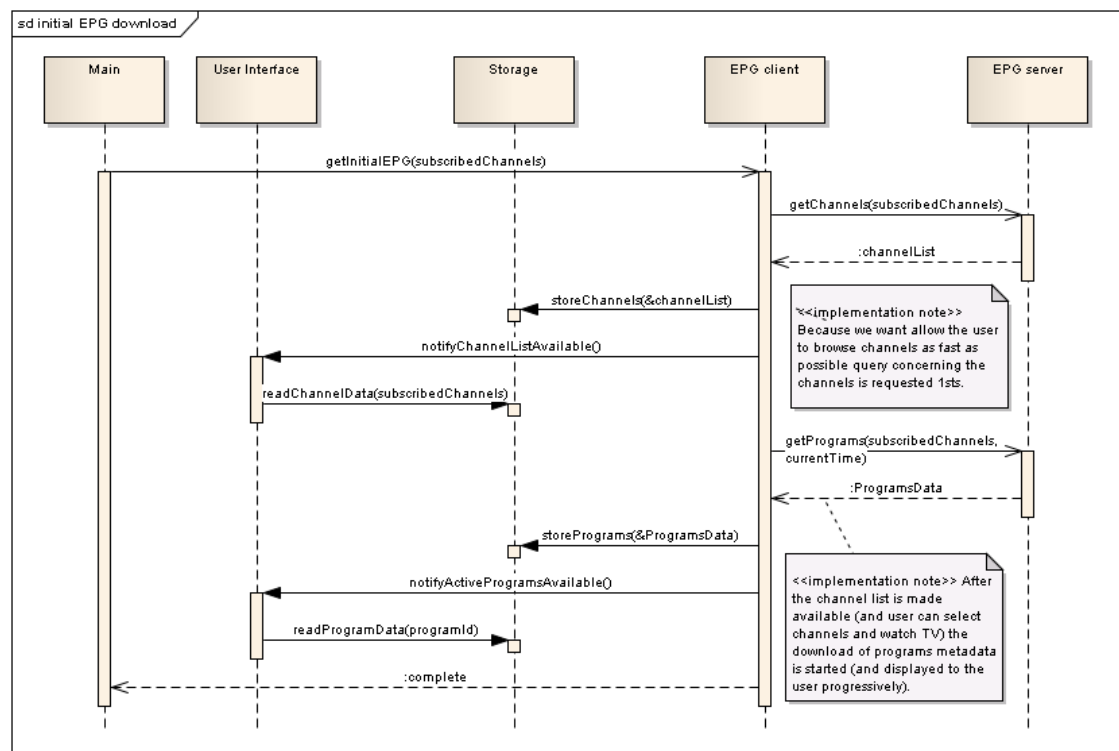 sd initial EPG download
Main
User Interface
Storage
EPG client
EPG server
getInitialEPG(subscribedChannels)
getChannels(subscribedChannels)
:channelList
storeChannels(&channelList)
<<implementation note>>
Because we want allow the user
to browse channels as fast as
possible query concerning the
channels is requested 1sts.
notifyChannelListAvailable()
readChannelData(subscribedChannels)
getPrograms(subscribedChannels,
currentTime)
:ProgramsData
storePrograms(&ProgramsData)
<<implementation note>> After
the channel list is made
available (and user can select
channels and watch TV) the
download of programs metadata
is started (and displayed to the
user progressively).
notifyActiveProgramsAvailable()
readProgramData(programId)
:complete